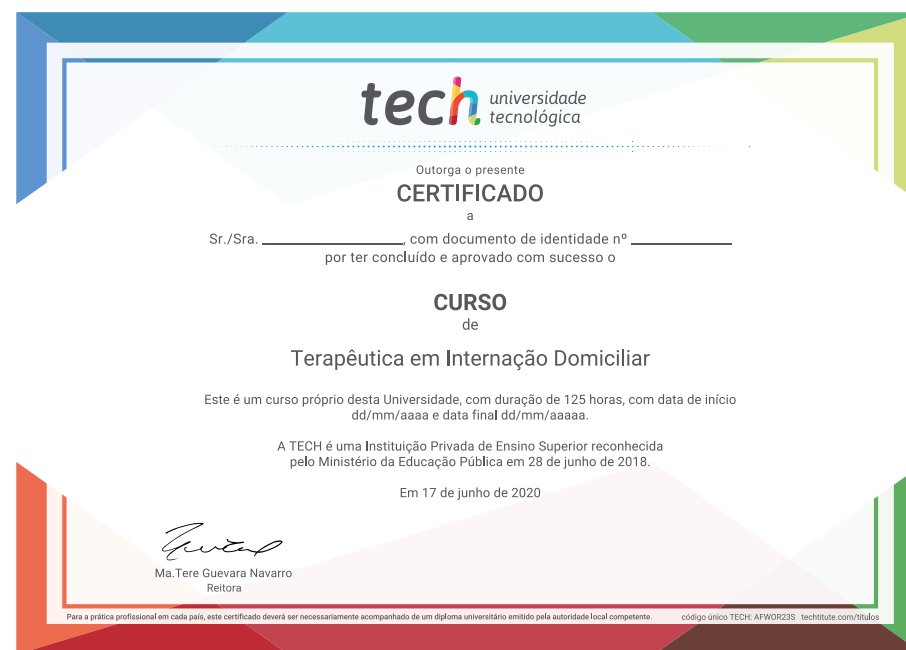 tech universidade
tecnológica
Outorga o presente
CERTIFICADO
a
Sr./Sra. ________________, com documento de identidade nº ___________
por ter concluído e aprovado com sucesso o
CURSO
de
Terapêutica em Internação Domiciliar
Este é um curso próprio desta Universidade, com duração de 125 horas, com data de início
dd/mm/aaaa e data final dd/mm/aaaaa.
A TECH é uma Instituição Privada de Ensino Superior reconhecida
pelo Ministério da Educação Pública em 28 de junho de 2018.
Em 17 de junho de 2020
Ma.Tere Guevara Navarro
Reitora
Para a prática profissional em cada país, este certificado deverá ser necessariamente acompanhado de um diploma universitário emitido pela autoridade local competente. código único TECH: AFWOR23S techtitute.com/titulos